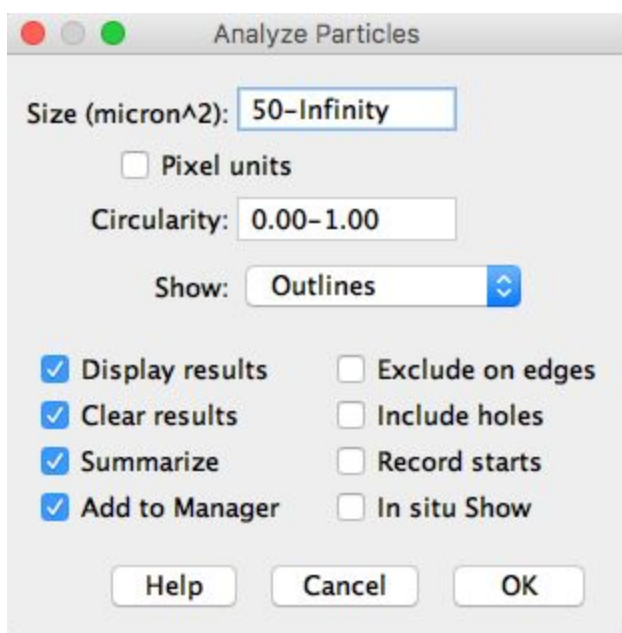 Analyze Particles
Size (micron^2): 50-Infinity
Pixel units
Circularity: 0.00-1.00
Show: Outlines
Display results Exclude on edges
Clear results Include holes
Summarize Record starts
Add to Manager In situ Show
Help Cancel OK